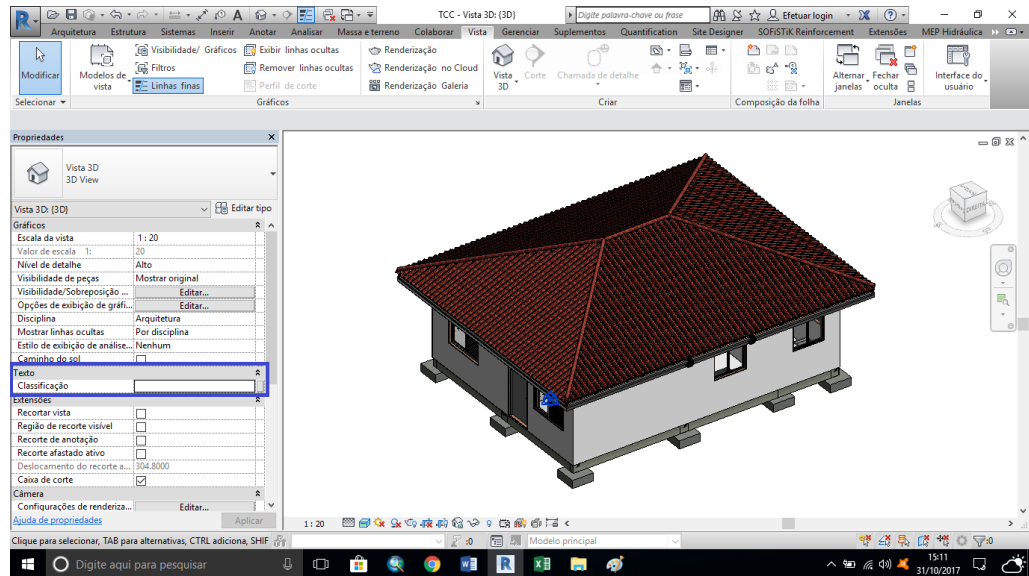 TCC - Vista 3D: {3D}
Digite palavra-chave ou frase
Efetuar login
Arquitetura Estrutura Sistemas Inserir Anotar Analisar Massa e terreno Colaborar Vista Gerenciar Suplementos Quantification Site Designer SOFiSTiK Reinforcement Extensões MEP Hidráulica
Modificar
Modelos de vista
Visibilidade/ Gráficos
Filtros
Linhas finas
Exibir linhas ocultas
Remover linhas ocultas
Perfil de corte
Renderização
Renderização no Cloud
Renderização Galeria
Vista 3D
Corte
Chamada de detalhe
Alternar janelas
Fechar oculta
Interface do usuário
Selecionar
Gráficos
Criar
Composição da folha
Janelas
Propriedades
Vista 3D
3D View
Vista 3D: {3D}
Editar tipo
Gráficos
Escala da vista 1 : 20
Valor de escala 1: 20
Nível de detalhe Alto
Visibilidade de peças Mostrar original
Visibilidade/Sobreposição ... Editar...
Opções de exibição de gráfi... Editar...
Disciplina Arquitetura
Mostrar linhas ocultas Por disciplina
Estilo de exibição de análise... Nenhum
Caminho do sol
Texto
Classificação
Extensões
Recortar vista
Região de recorte visível
Recorte de anotação
Recorte afastado ativo
Deslocamento do recorte a... 304.8000
Caixa de corte
Câmera
Configurações de renderiza... Editar...
Ajuda de propriedades
Aplicar
1 : 20
Clique para selecionar, TAB para alternativas, CTRL adiciona, SHIF
:0
Modelo principal
:0
Digite aqui para pesquisar
15:11
31/10/2017